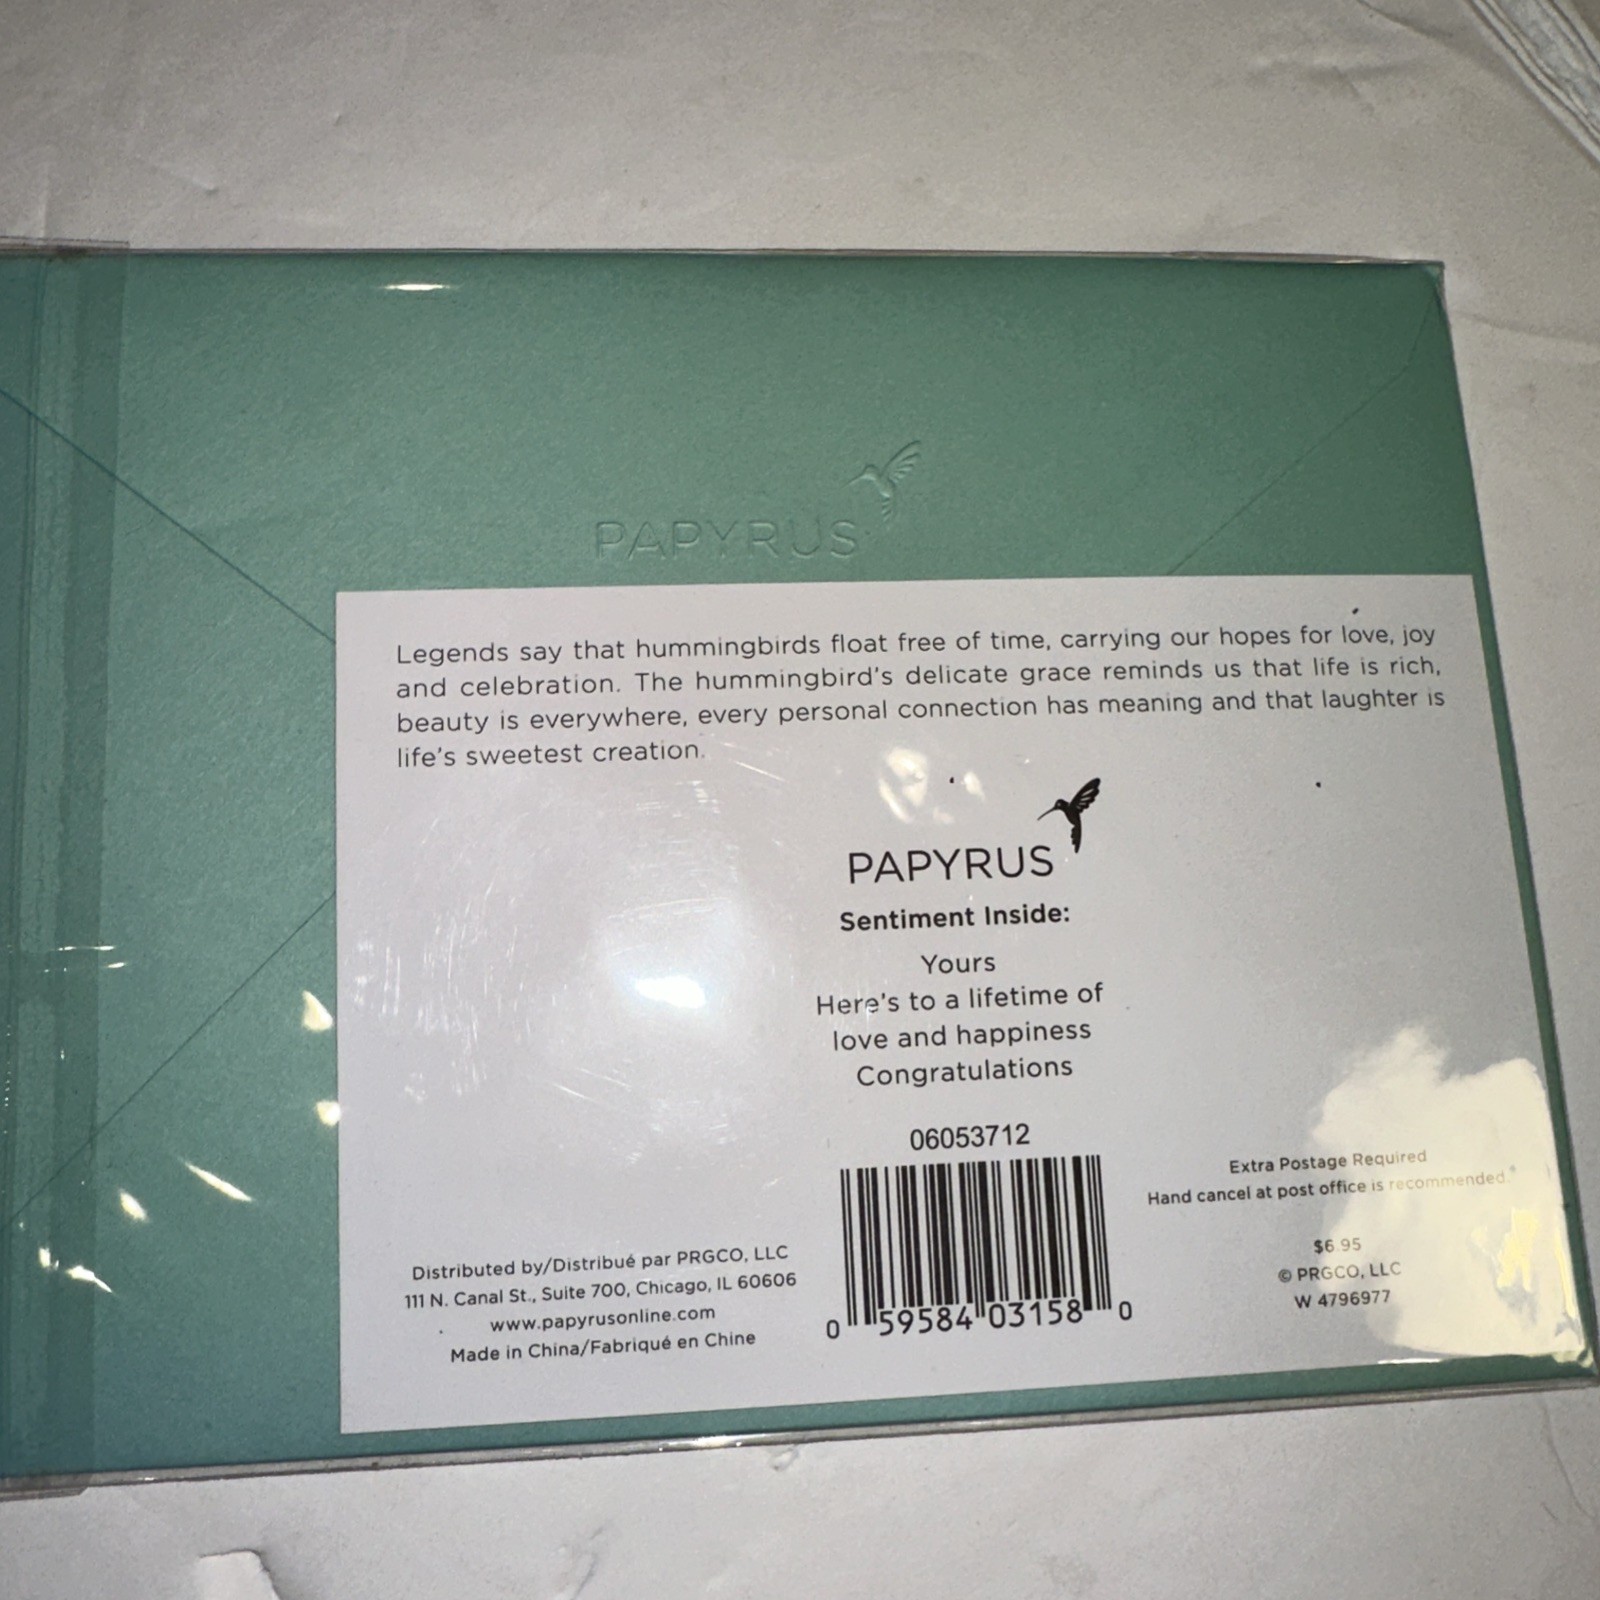 PAPYRUS
Legends say that hummingbirds float free of time, carrying our hopes for love, joy
and celebration. The hummingbird's delicate grace reminds us that life is rich,
beauty is everywhere, every personal connection has meaning and that laughter is
life's sweetest creation.
PAPYRUS
Sentiment Inside:
Yours
Here's to a lifetime of
love and happiness
Congratulations
06053712
0 59584 03158 0
Distributed by/Distribué par PRGCO, LLC
111 N. Canal St., Suite 700, Chicago, IL 60606
www.papyrusonline.com
Made in China/Fabriqué en Chine
Extra Postage Required
Hand cancel at post office is recommended.®
$6.95
© PRGCO, LLC
W 4796977